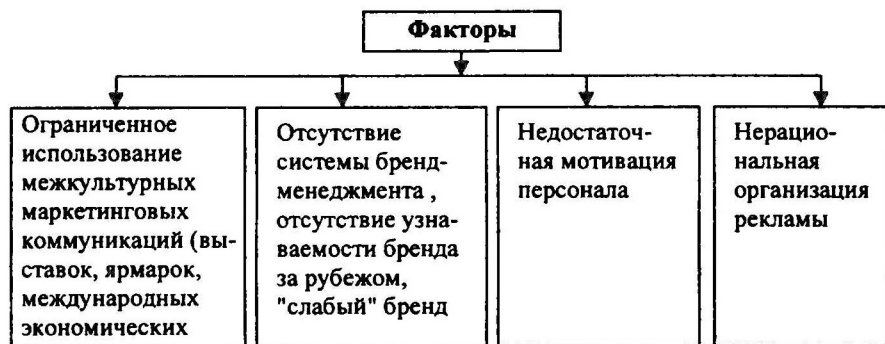 Факторы
Ограниченное
использование
межкультурных
маркетинговых
коммуникаций (вы-
ставок, ярмарок,
международных
экономических
Отсутствие
системы бренд-
менеджмента ,
отсутствие узна-
ваемости бренда
за рубежом,
"слабый" бренд
Недостаточ-
ная мотивация
персонала
Нерацио-
нальная
организация
рекламы